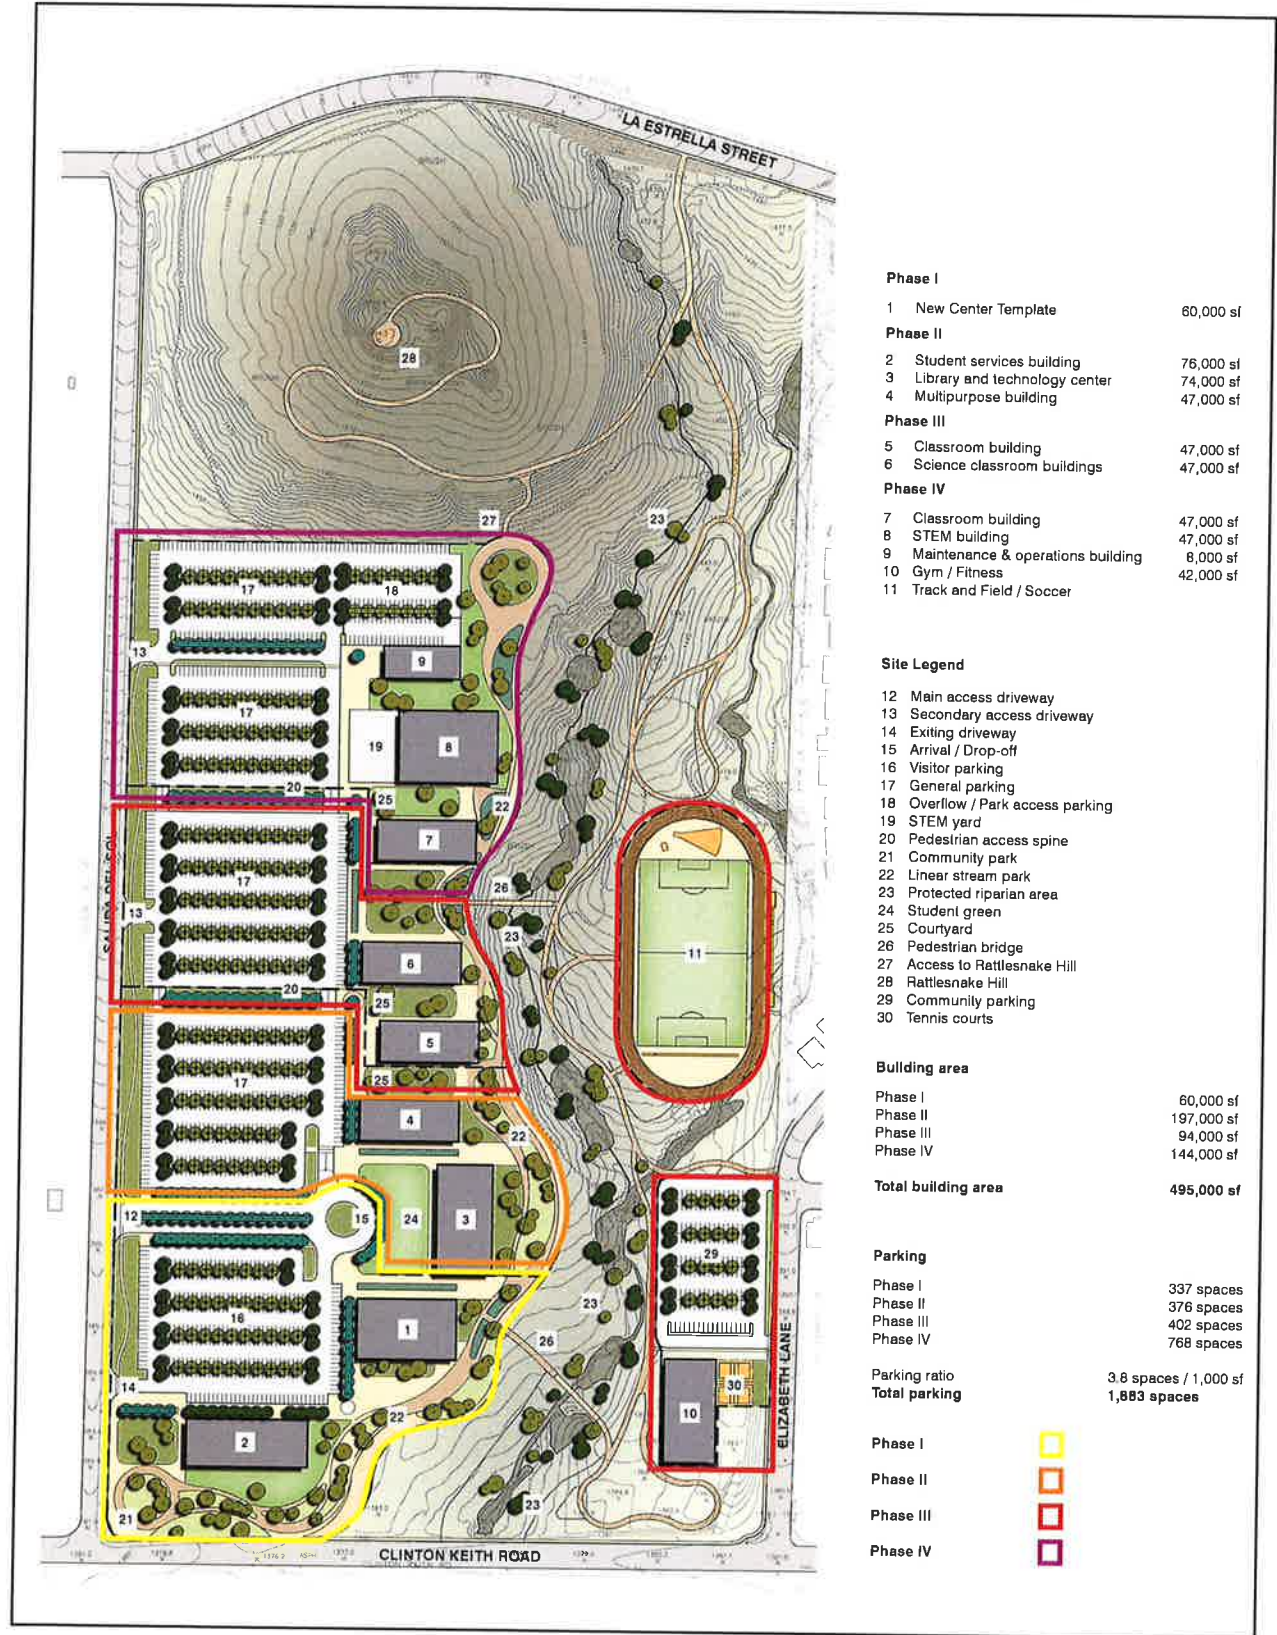 LA ESTRELLA STREET
28
27
23
17
18
13
9
17
19
8
20
25
22
7
17
26
13
23
6
11
20
25
5
17
25
4
22
12
15
24
3
29
16
23
1
26
14
30
22
10
2
23
21
ELIZABETH LANE
CLINTON KEITH ROAD
Phase I
1 New Center Template 60,000 sf
Phase II
2 Student services building 76,000 sf
3 Library and technology center 74,000 sf
4 Multipurpose building 47,000 sf
Phase III
5 Classroom building 47,000 sf
6 Science classroom buildings 47,000 sf
Phase IV
7 Classroom building 47,000 sf
8 STEM building 47,000 sf
9 Maintenance & operations building 8,000 sf
10 Gym / Fitness 42,000 sf
11 Track and Field / Soccer
Site Legend
12 Main access driveway
13 Secondary access driveway
14 Exiting driveway
15 Arrival / Drop-off
16 Visitor parking
17 General parking
18 Overflow / Park access parking
19 STEM yard
20 Pedestrian access spine
21 Community park
22 Linear stream park
23 Protected riparian area
24 Student green
25 Courtyard
26 Pedestrian bridge
27 Access to Rattlesnake Hill
28 Rattlesnake Hill
29 Community parking
30 Tennis courts
Building area
Phase I 60,000 sf
Phase II 197,000 sf
Phase III 94,000 sf
Phase IV 144,000 sf
Total building area 495,000 sf
Parking
Phase I 337 spaces
Phase II 376 spaces
Phase III 402 spaces
Phase IV 768 spaces
Parking ratio 3.8 spaces / 1,000 sf
Total parking 1,883 spaces
Phase I
Phase II
Phase III
Phase IV